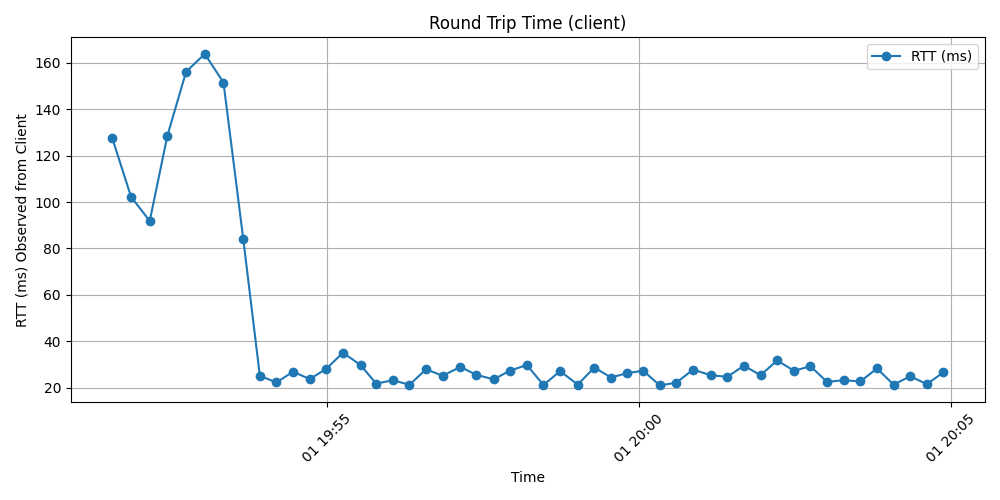 Round Trip Time (client)
RTT (ms)
RTT (ms) Observed from Client
160
140
120
100
80
60
40
20
01 19:55
01 20:00
01 20:05
Time